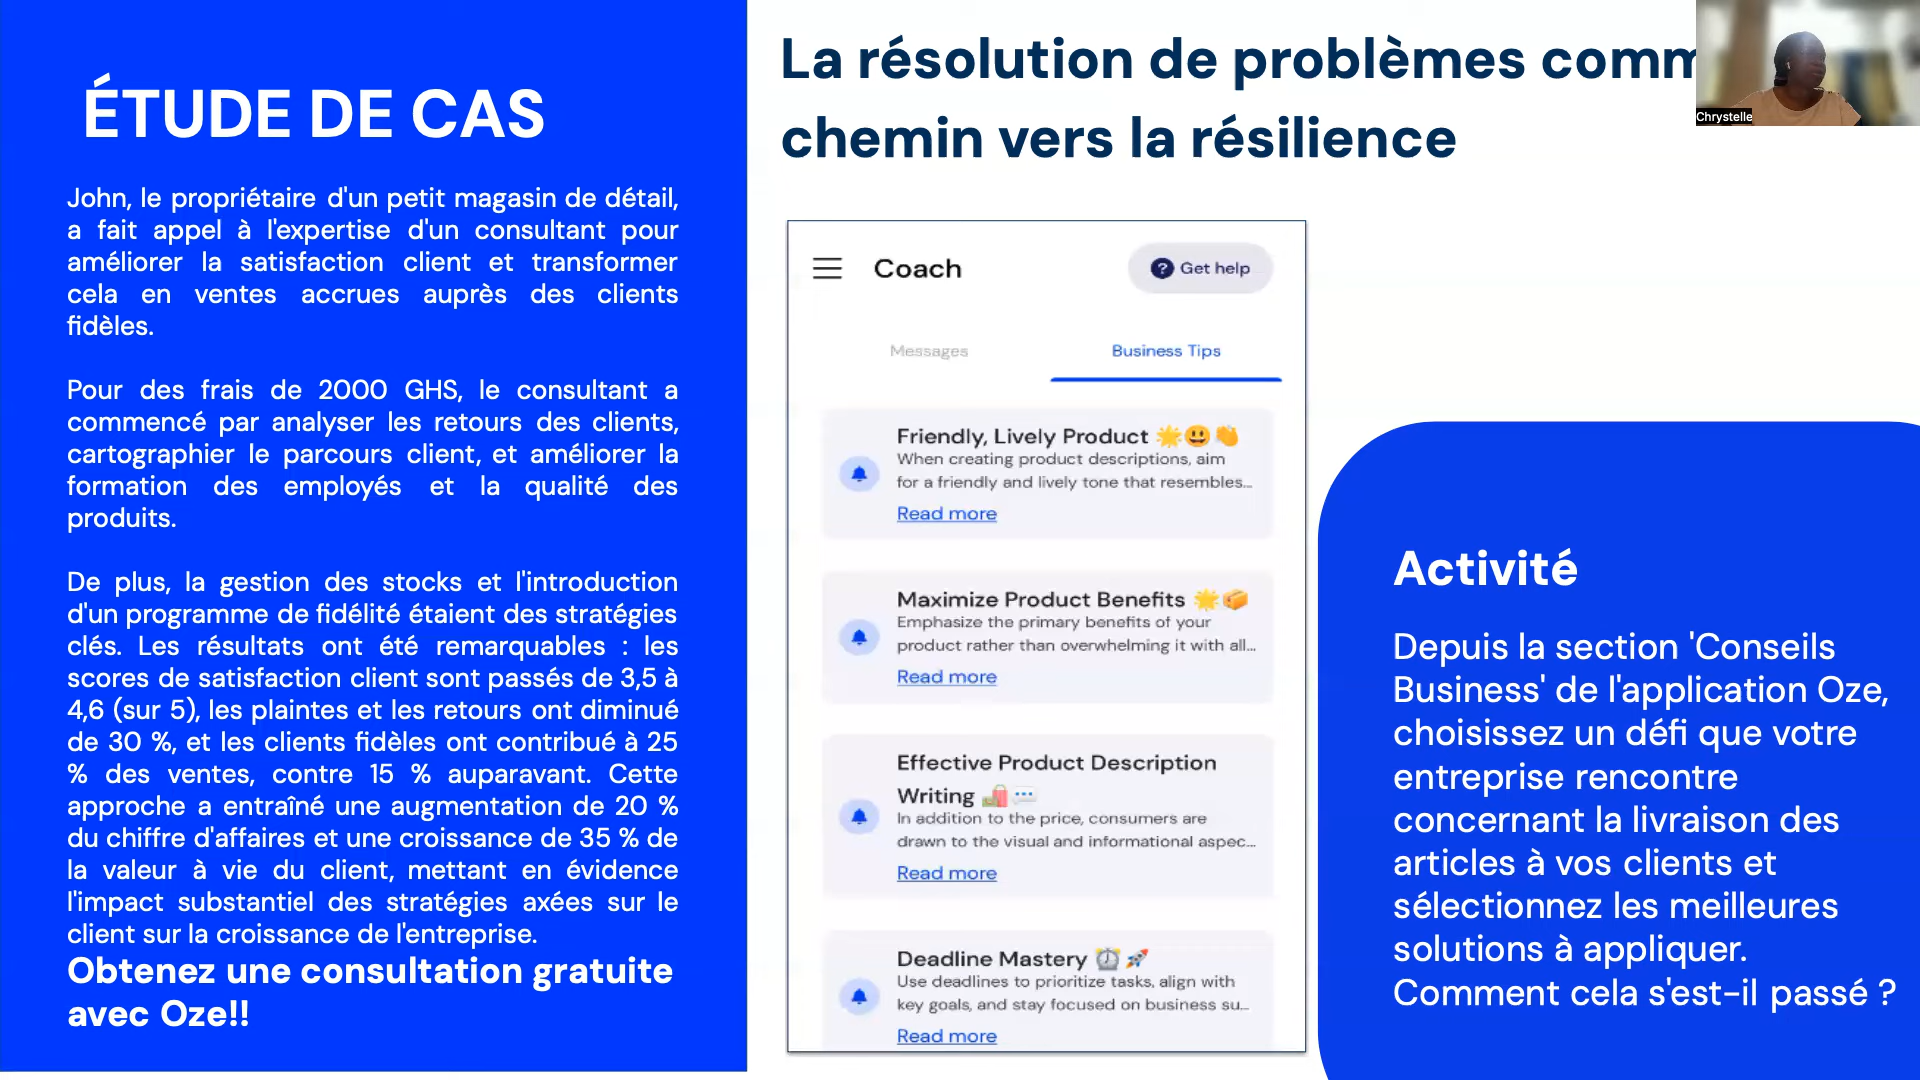 ÉTUDE DE CAS
John, le propriétaire d'un petit magasin de détail,
a fait appel à l'expertise d'un consultant pour
améliorer la satisfaction client et transformer
cela en ventes accrues auprès des clients
fidèles.
Pour des frais de 2000 GHS, le consultant a
commencé par analyser les retours des clients,
cartographier le parcours client, et améliorer la
formation des employés et la qualité des
produits.
De plus, la gestion des stocks et l'introduction
d'un programme de fidélité étaient des stratégies
clés. Les résultats ont été remarquables : les
scores de satisfaction client sont passés de 3,5 à
4,6 (sur 5), les plaintes et les retours ont diminué
de 30 %, et les clients fidèles ont contribué à 25
% des ventes, contre 15 % auparavant. Cette
approche a entraîné une augmentation de 20 %
du chiffre d'affaires et une croissance de 35 % de
la valeur à vie du client, mettant en évidence
l'impact substantiel des stratégies axées sur le
client sur la croissance de l'entreprise.
Obtenez une consultation gratuite
avec Oze!!
La résolution de problèmes comm
chemin vers la résilience
Chrystelle
Coach
? Get help
Messages
Business Tips
Friendly, Lively Product 🌟😃👏
When creating product descriptions, aim
for a friendly and lively tone that resembles...
Read more
Maximize Product Benefits 🌟📦
Emphasize the primary benefits of your
product rather than overwhelming it with all...
Read more
Effective Product Description
Writing 🛍️💬
In addition to the price, consumers are
drawn to the visual and informational aspec...
Read more
Deadline Mastery ⏰🚀
Use deadlines to prioritize tasks, align with
key goals, and stay focused on business su...
Read more
Activité
Depuis la section 'Conseils
Business' de l'application Oze,
choisissez un défi que votre
entreprise rencontre
concernant la livraison des
articles à vos clients et
sélectionnez les meilleures
solutions à appliquer.
Comment cela s'est-il passé ?